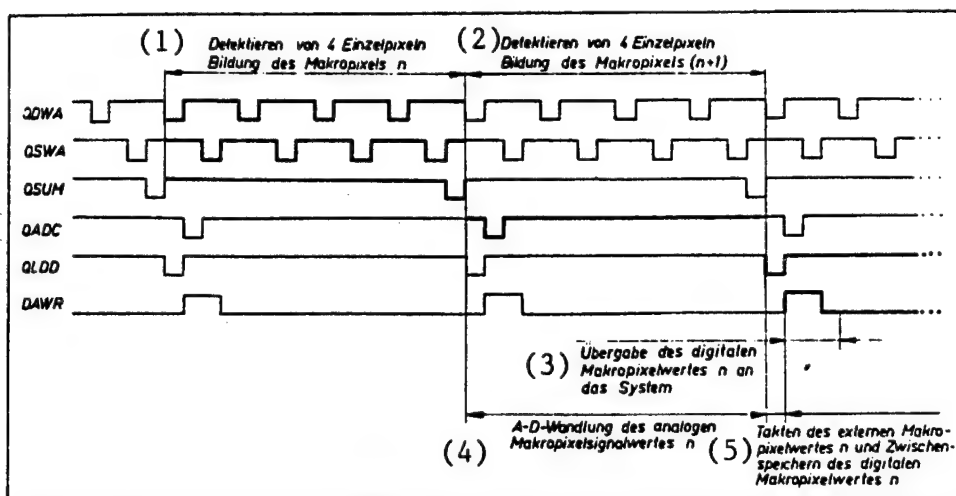 (1) Detektieren von 4 Einzelpixeln
Bildung des Makropixels n
(2) Detektieren von 4 Einzelpixeln
Bildung des Makropixels (n+1)
QDWA
QSWA
QSUM
QADC
QLDD
DAWR
(3) Übergabe des digitalen
Makropixelwertes n an
das System
(4) A-D-Wandlung des analogen
Makropixelsignalwertes n
(5) Takten des externen Makro-
pixelwertes n und Zwischen-
speichern des digitalen
Makropixelwertes n